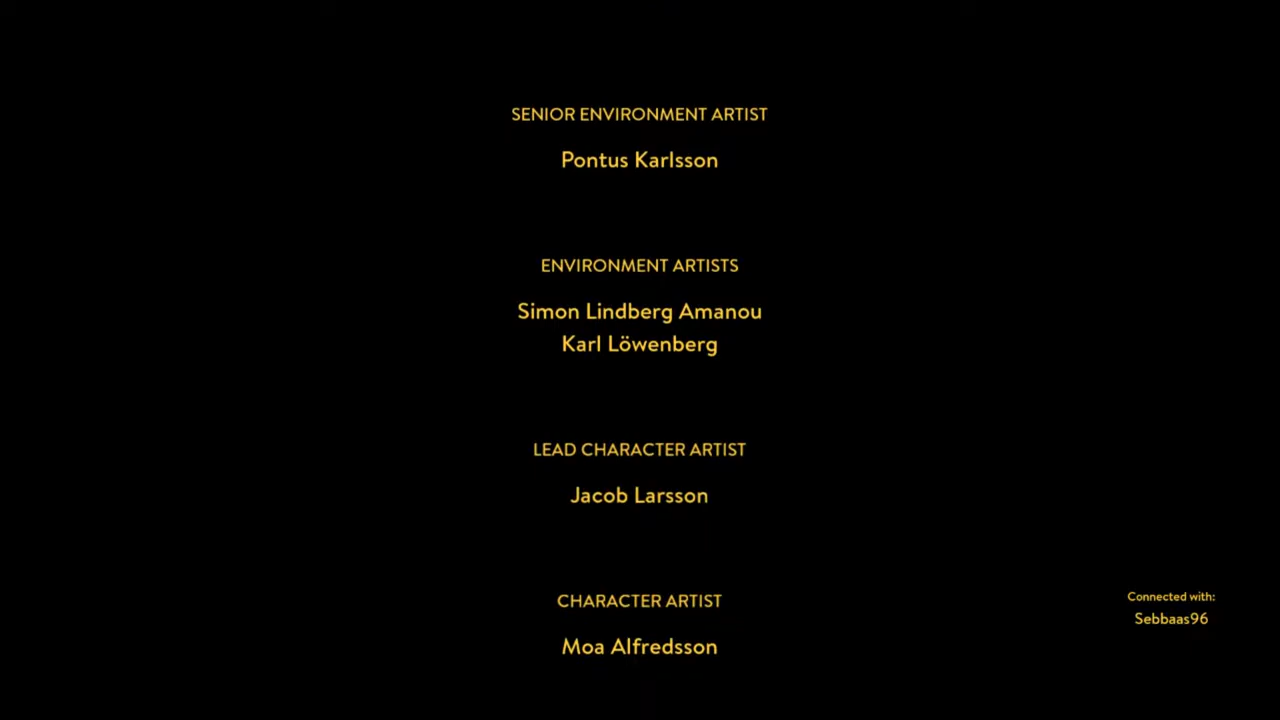 SENIOR ENVIRONMENT ARTIST
Pontus Karlsson
ENVIRONMENT ARTISTS
Simon Lindberg Amanou
Karl Löwenberg
LEAD CHARACTER ARTIST
Jacob Larsson
CHARACTER ARTIST
Moa Alfredsson
Connected with:
Sebbaas96